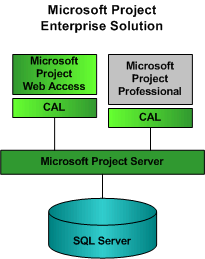 Microsoft Project
Enterprise Solution
Microsoft
Project
Web Access
Microsoft
Project
Professional
CAL
CAL
Microsoft Project Server
SQL Server